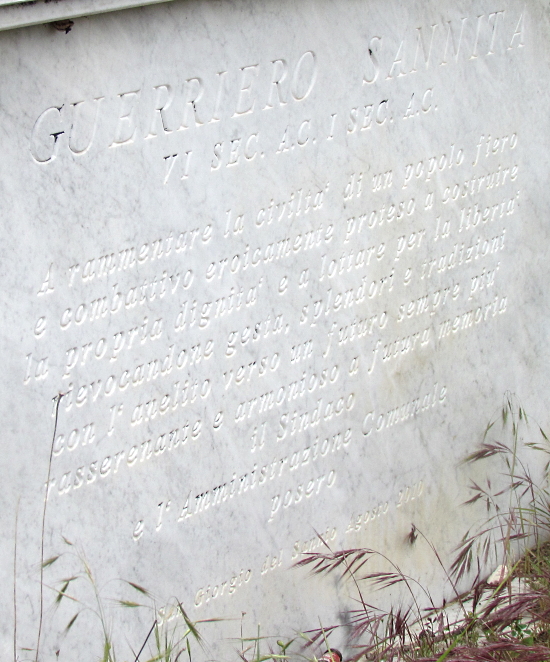 GUERRIERO SANNITA
VI SEC. A.C. I SEC. A.C.
A rammentare la civilta' di un popolo fiero
e combattivo eroicamente proteso a costruire
la propria dignita' e a lottare per la liberta'
rievocandone gesta, splendori e tradizioni
con l'anelito verso un futuro sempre piu'
rasserenante e armonioso a futura memoria
il Sindaco
e l'Amministrazione Comunale
posero
San Giorgio del Sannio Agosto